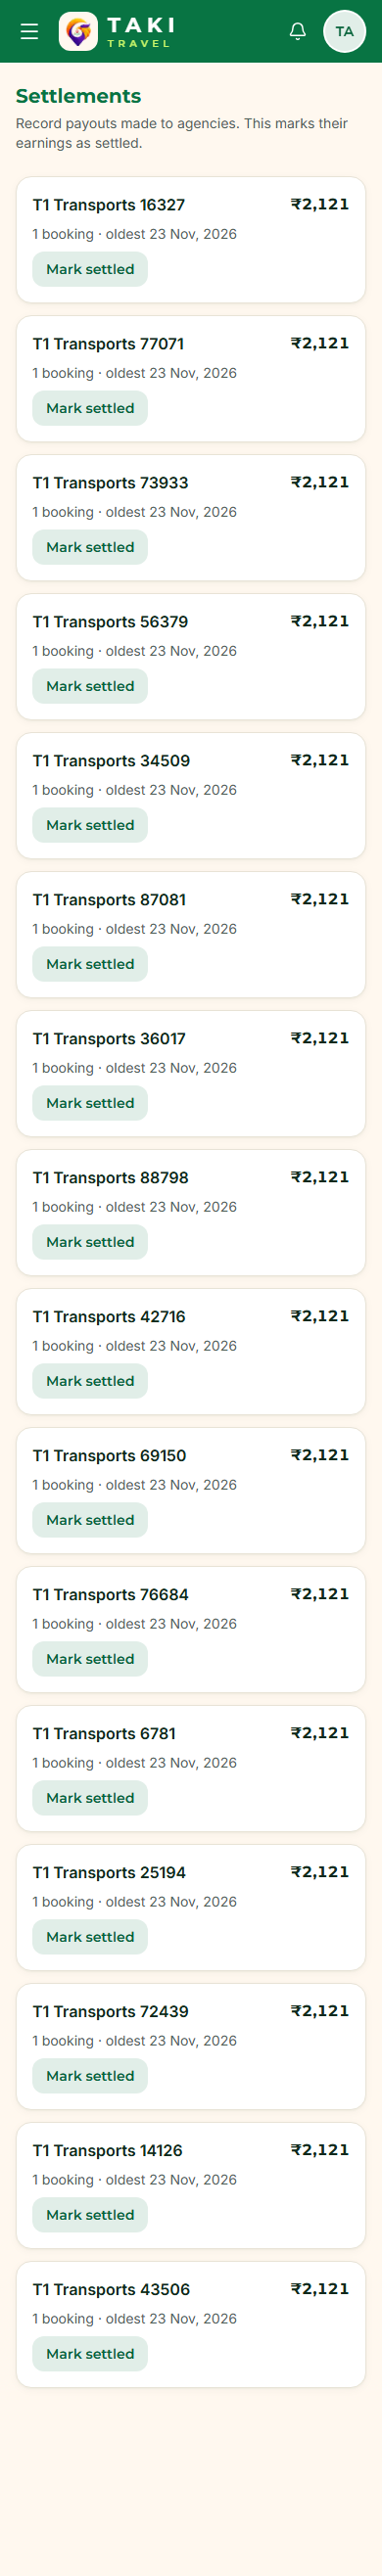 TAKI
TRAVEL
TA
Settlements
Record payouts made to agencies. This marks their
earnings as settled.
T1 Transports 16327 ₹2,121
1 booking · oldest 23 Nov, 2026
Mark settled
T1 Transports 77071 ₹2,121
1 booking · oldest 23 Nov, 2026
Mark settled
T1 Transports 73933 ₹2,121
1 booking · oldest 23 Nov, 2026
Mark settled
T1 Transports 56379 ₹2,121
1 booking · oldest 23 Nov, 2026
Mark settled
T1 Transports 34509 ₹2,121
1 booking · oldest 23 Nov, 2026
Mark settled
T1 Transports 87081 ₹2,121
1 booking · oldest 23 Nov, 2026
Mark settled
T1 Transports 36017 ₹2,121
1 booking · oldest 23 Nov, 2026
Mark settled
T1 Transports 88798 ₹2,121
1 booking · oldest 23 Nov, 2026
Mark settled
T1 Transports 42716 ₹2,121
1 booking · oldest 23 Nov, 2026
Mark settled
T1 Transports 69150 ₹2,121
1 booking · oldest 23 Nov, 2026
Mark settled
T1 Transports 76684 ₹2,121
1 booking · oldest 23 Nov, 2026
Mark settled
T1 Transports 6781 ₹2,121
1 booking · oldest 23 Nov, 2026
Mark settled
T1 Transports 25194 ₹2,121
1 booking · oldest 23 Nov, 2026
Mark settled
T1 Transports 72439 ₹2,121
1 booking · oldest 23 Nov, 2026
Mark settled
T1 Transports 14126 ₹2,121
1 booking · oldest 23 Nov, 2026
Mark settled
T1 Transports 43506 ₹2,121
1 booking · oldest 23 Nov, 2026
Mark settled